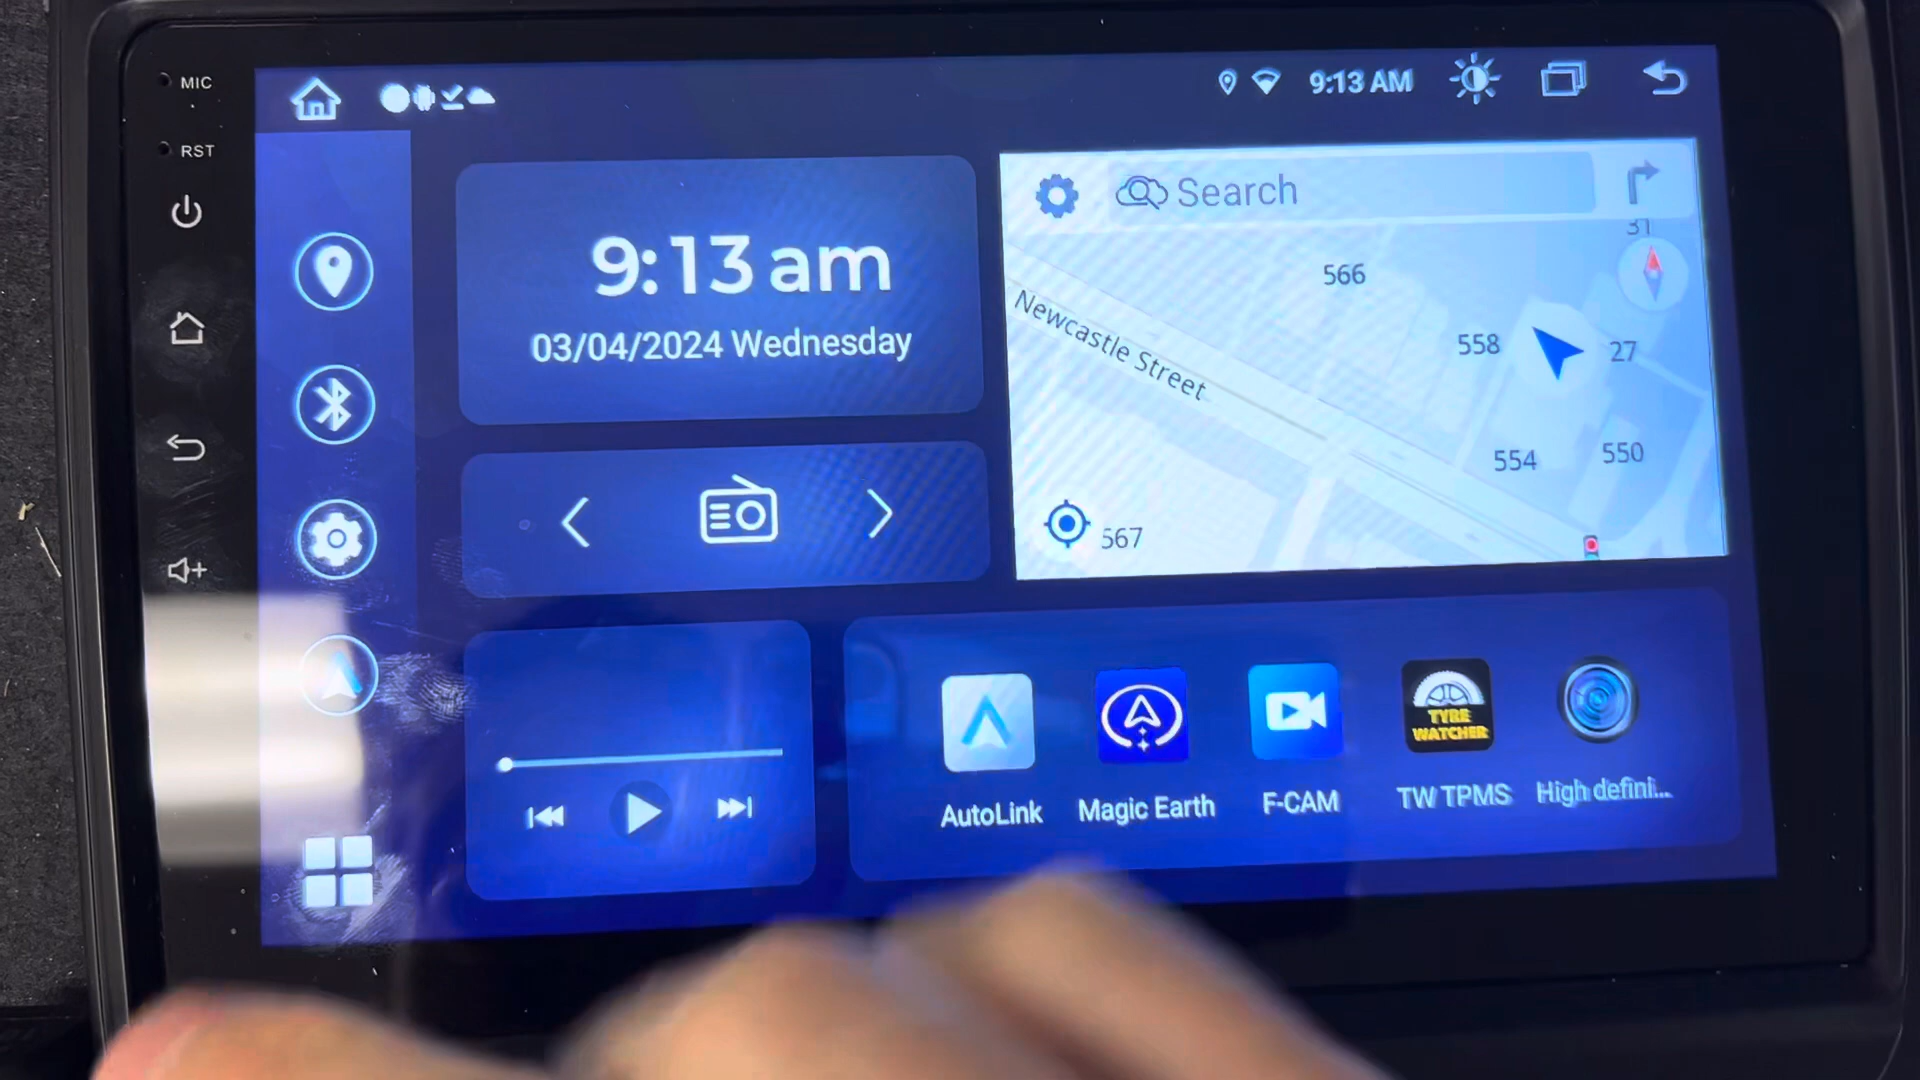 MIC
RST
9:13 AM
9:13 am
03/04/2024 Wednesday
Search
31
566
Newcastle Street
558
27
554
550
567
AutoLink
Magic Earth
F-CAM
TYRE
WATCHER
TW TPMS
High defini...